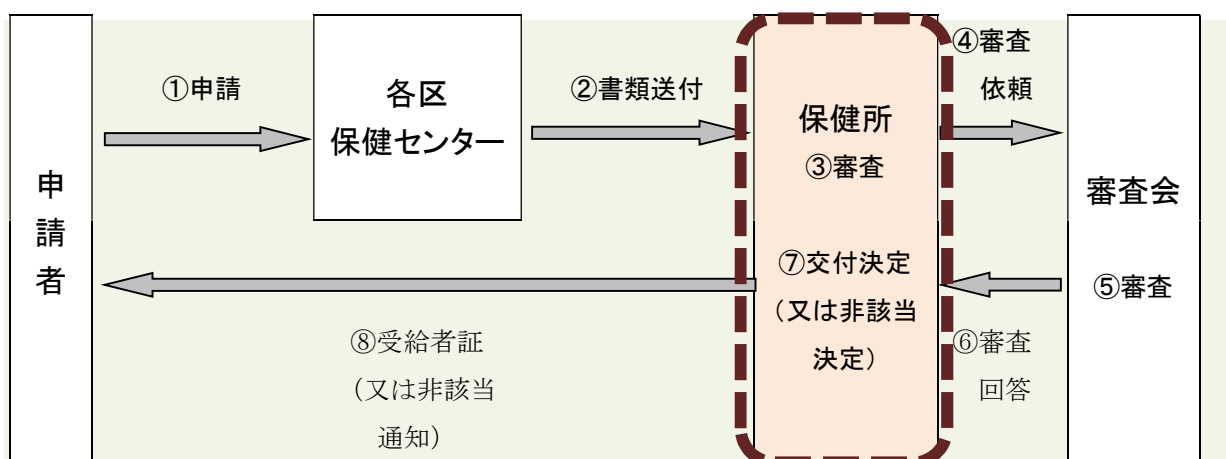 申
請
者
①申請
各区
保健センター
②書類送付
保健所
③審査
④審査
依頼
審査会
⑤審査
⑥審査
回答
⑦交付決定
（又は非該当
決定）
⑧受給者証
（又は非該当
通知）